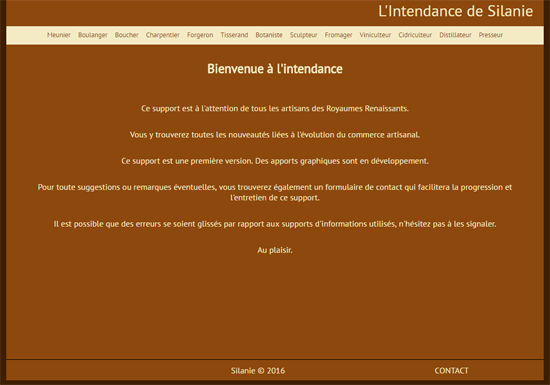 L'Intendance de Silanie
Meunier Boulanger Boucher Charpentier Forgeron Tisserand Botaniste Sculpteur Fromager Viniculteur Cidriculteur Distillateur Presseur
Bienvenue à l'intendance
Ce support est à l'attention de tous les artisans des Royaumes Renaissants.
Vous y trouverez toutes les nouveautés liées à l'évolution du commerce artisanal.
Ce support est une première version. Des apports graphiques sont en développement.
Pour toute suggestions ou remarques éventuelles, vous trouverez également un formulaire de contact qui facilitera la progression et
l'entretien de ce support.
Il est possible que des erreurs se soient glissés par rapport aux supports d'informations utilisés, n'hésitez pas à les signaler.
Au plaisir.
Silanie © 2016 CONTACT